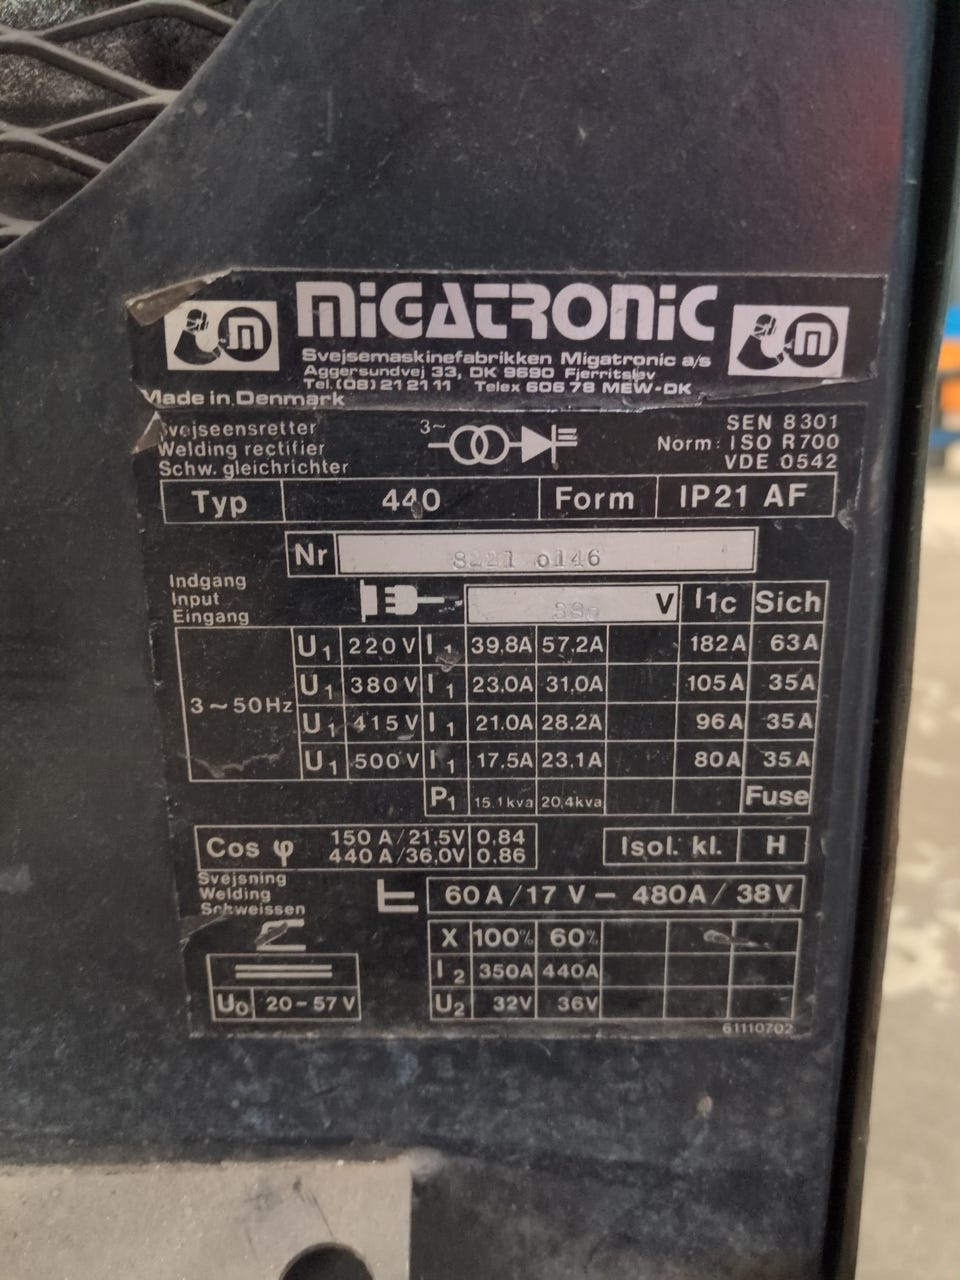 MiGATRONiC
Svejsemaskinefabrikken Migatronic a/s
Aggersundvej 33, DK 9690 Fjerritslev
Tel.(08) 21 21 11 Telex 606 78 MEW-DK
Made in Denmark
Svejseensretter
Welding rectifier
Schw. gleichrichter
3~
SEN 8301
Norm: ISO R700
VDE 0542
Typ 440 Form IP21 AF
Nr o146
Indgang
Input
Eingang
V I1c Sich
3~50Hz
U1 220V I1 39,8A 57,2A 182A 63A
U1 380V I1 23,0A 31,0A 105A 35A
U1 415V I1 21,0A 28,2A 96A 35A
U1 500V I1 17,5A 23,1A 80A 35A
P1 15,1kva 20,4kva Fuse
Cos φ 150 A/21,5V 0,84
440 A/36,0V 0,86
Isol. kl. H
Svejsning
Welding
Schweissen
60A/17 V – 480A/38V
X 100% 60%
I2 350A 440A
U0 20-57 V
U2 32V 36V
61110702